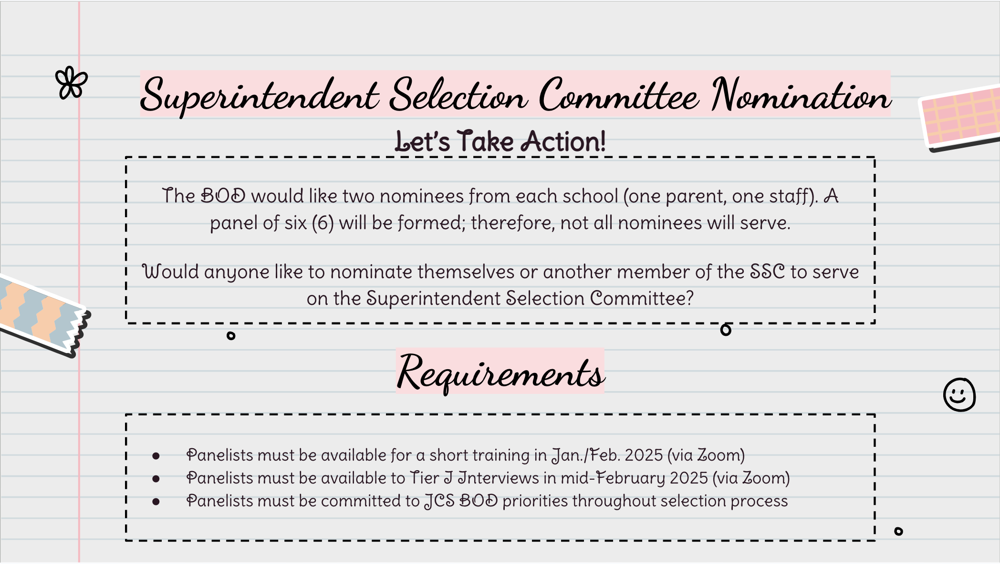 Superintendent Selection Committee Nomination
Let's Take Action!
The BOD would like two nominees from each school (one parent, one staff). A
panel of six (6) will be formed; therefore, not all nominees will serve.
Would anyone like to nominate themselves or another member of the SSC to serve
on the Superintendent Selection Committee?
Requirements
● Panelists must be available for a short training in Jan./Feb. 2025 (via Zoom)
● Panelists must be available to Tier I Interviews in mid-February 2025 (via Zoom)
● Panelists must be committed to JCS BOD priorities throughout selection process